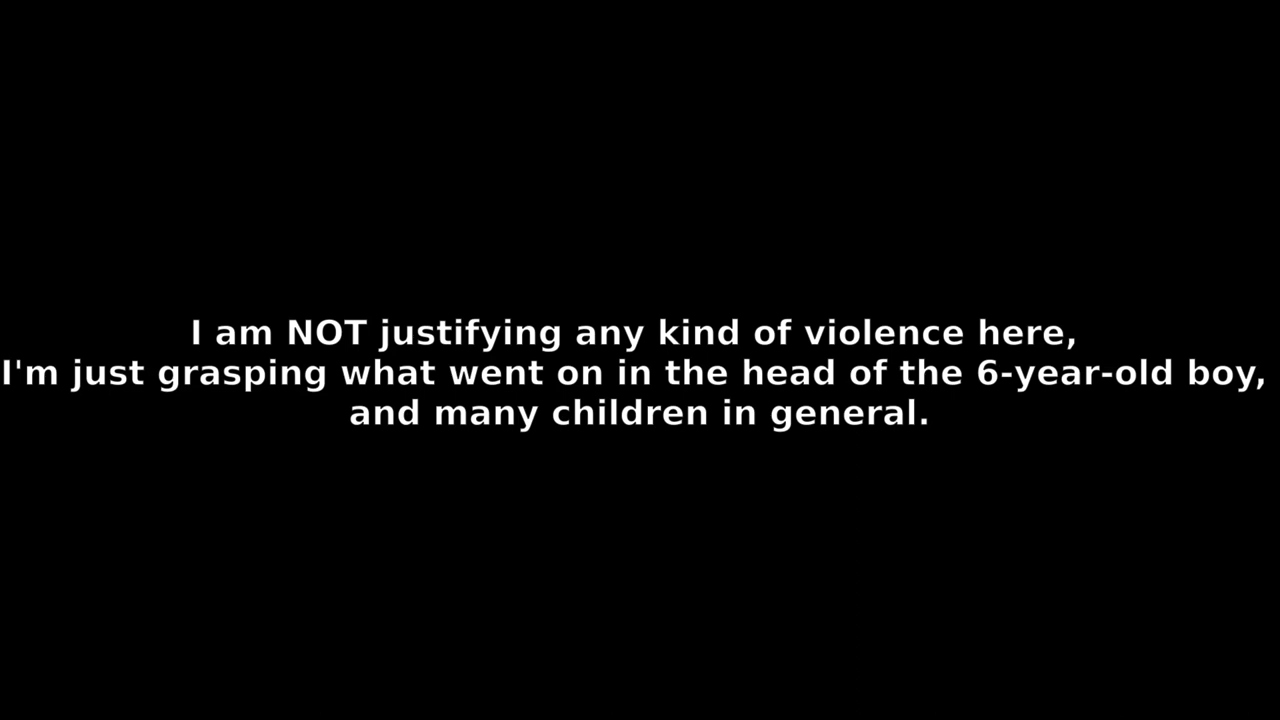 I am NOT justifying any kind of violence here,
I'm just grasping what went on in the head of the 6-year-old boy,
and many children in general.